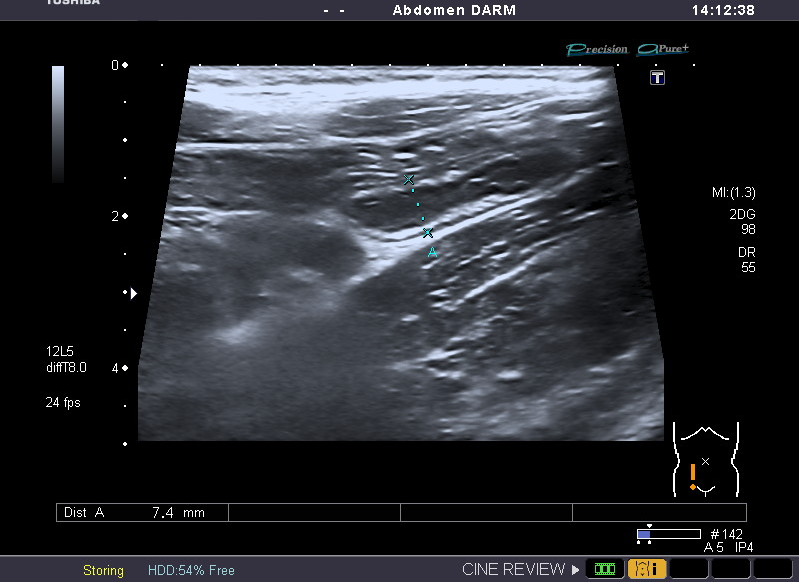 TOSHIBA
- - Abdomen DARM 14:12:38
Precision APure+
T
0
2
4
MI:(1.3)
2DG
98
DR
55
12L5
diffT8.0
24 fps
A
Dist A 7.4 mm
#142
A 5 IP4
Storing HDD:54% Free CINE REVIEW
i